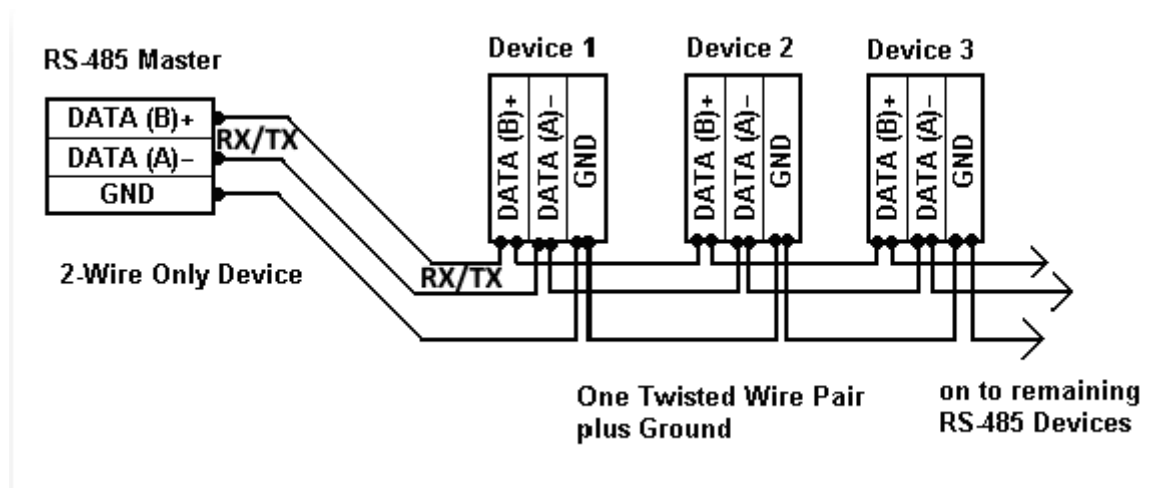 RS-485 Master
DATA (B)+
DATA (A)−
GND
RX/TX
2-Wire Only Device
RX/TX
Device 1
DATA (B)+
DATA (A)−
GND
Device 2
DATA (B)+
DATA (A)−
GND
Device 3
DATA (B)+
DATA (A)−
GND
One Twisted Wire Pair
plus Ground
on to remaining
RS-485 Devices